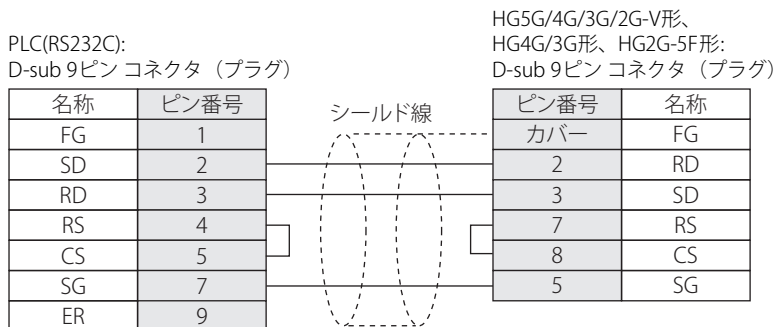 PLC(RS232C):
D-sub 9ピン コネクタ（プラグ）
名称 ピン番号
FG 1
SD 2
RD 3
RS 4
CS 5
SG 7
ER 9
シールド線
HG5G/4G/3G/2G-V形、
HG4G/3G形、HG2G-5F形:
D-sub 9ピン コネクタ（プラグ）
ピン番号 名称
カバー FG
2 RD
3 SD
7 RS
8 CS
5 SG